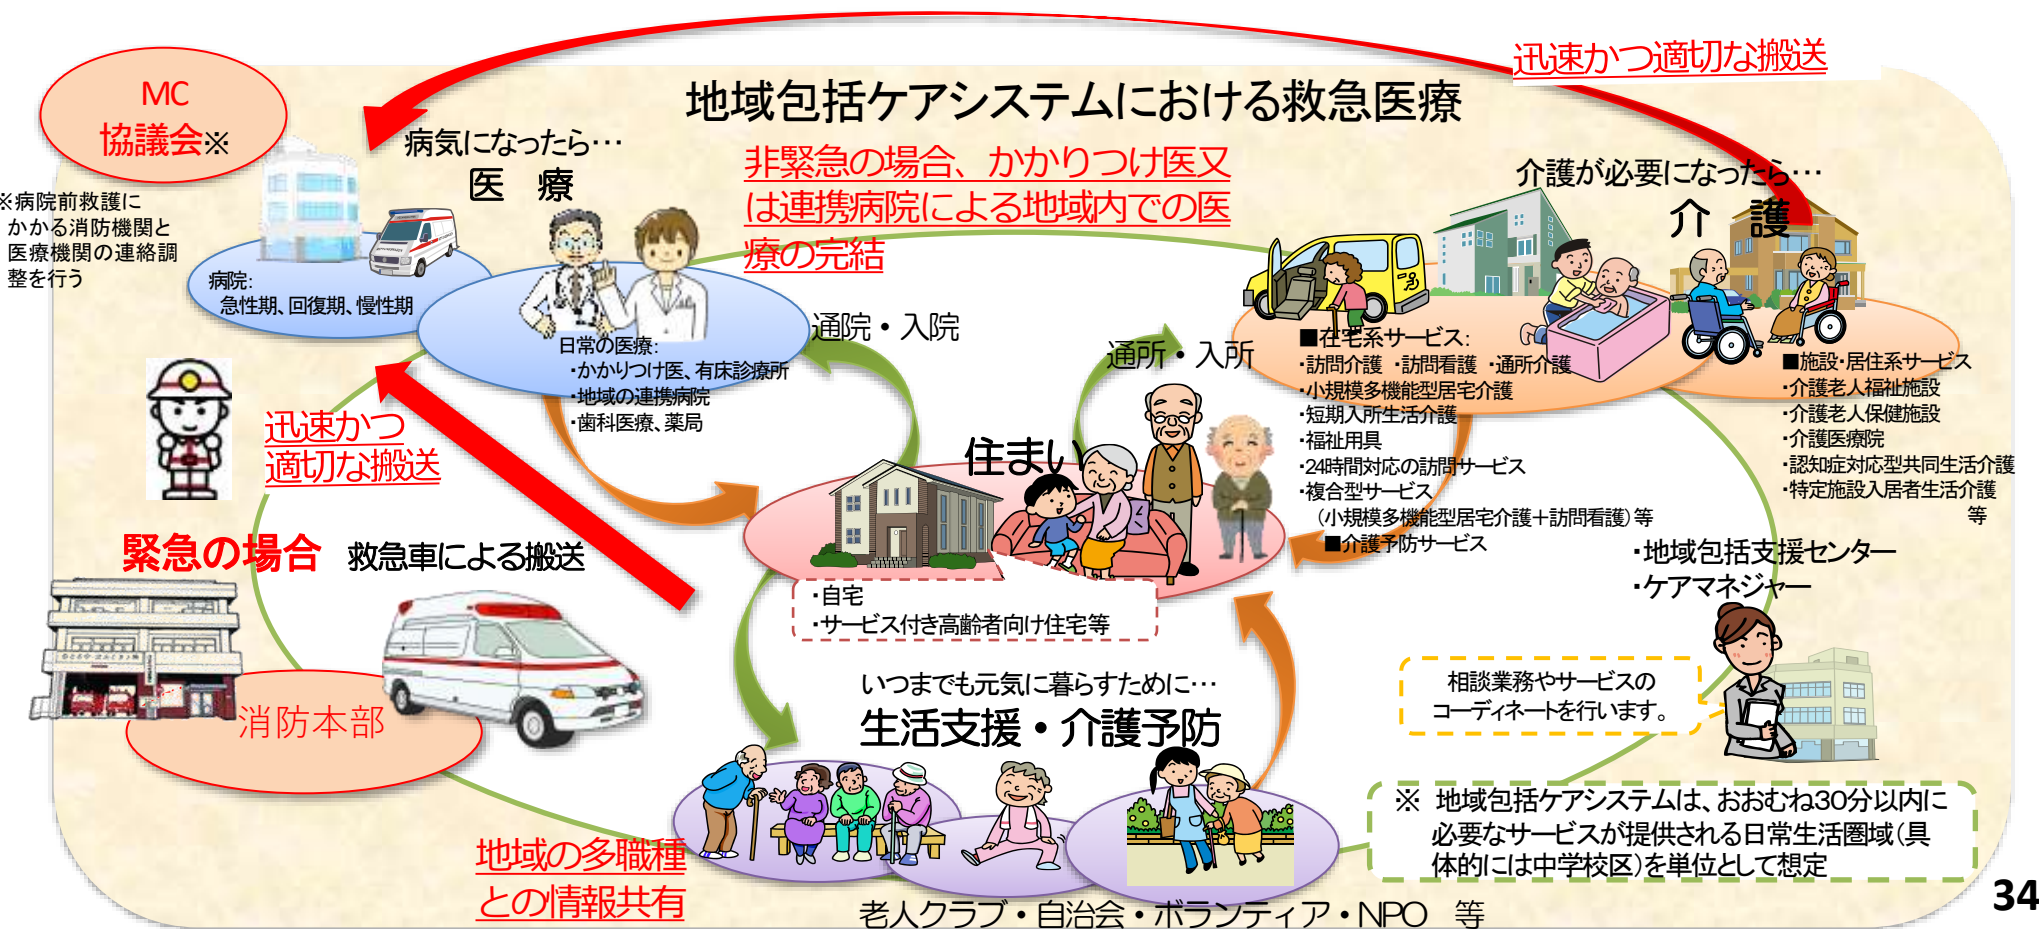 迅速かつ適切な搬送
MC
協議会※
地域包括ケアシステムにおける救急医療
病気になったら…
医 療
非緊急の場合、かかりつけ医又
は連携病院による地域内での医
療の完結
介護が必要になったら…
介 護
※病院前救護に
かかる消防機関と
医療機関の連絡調
整を行う
病院:
急性期、回復期、慢性期
日常の医療:
・かかりつけ医、有床診療所
・地域の連携病院
・歯科医療、薬局
通院・入院
通所・入所
■在宅系サービス:
・訪問介護 ・訪問看護 ・通所介護
・小規模多機能型居宅介護
・短期入所生活介護
・福祉用具
・24時間対応の訪問サービス
・複合型サービス
(小規模多機能型居宅介護+訪問看護)等
■介護予防サービス
■施設・居住系サービス
・介護老人福祉施設
・介護老人保健施設
・介護医療院
・認知症対応型共同生活介護
・特定施設入居者生活介護
等
迅速かつ
適切な搬送
住まい
緊急の場合 救急車による搬送
・自宅
・サービス付き高齢者向け住宅等
・地域包括支援センター
・ケアマネジャー
相談業務やサービスの
コーディネートを行います。
消防本部
いつまでも元気に暮らすために…
生活支援・介護予防
※ 地域包括ケアシステムは、おおむね30分以内に
必要なサービスが提供される日常生活圏域(具
体的には中学校区)を単位として想定
地域の多職種
との情報共有
老人クラブ・自治会・ボランティア・NPO 等
34